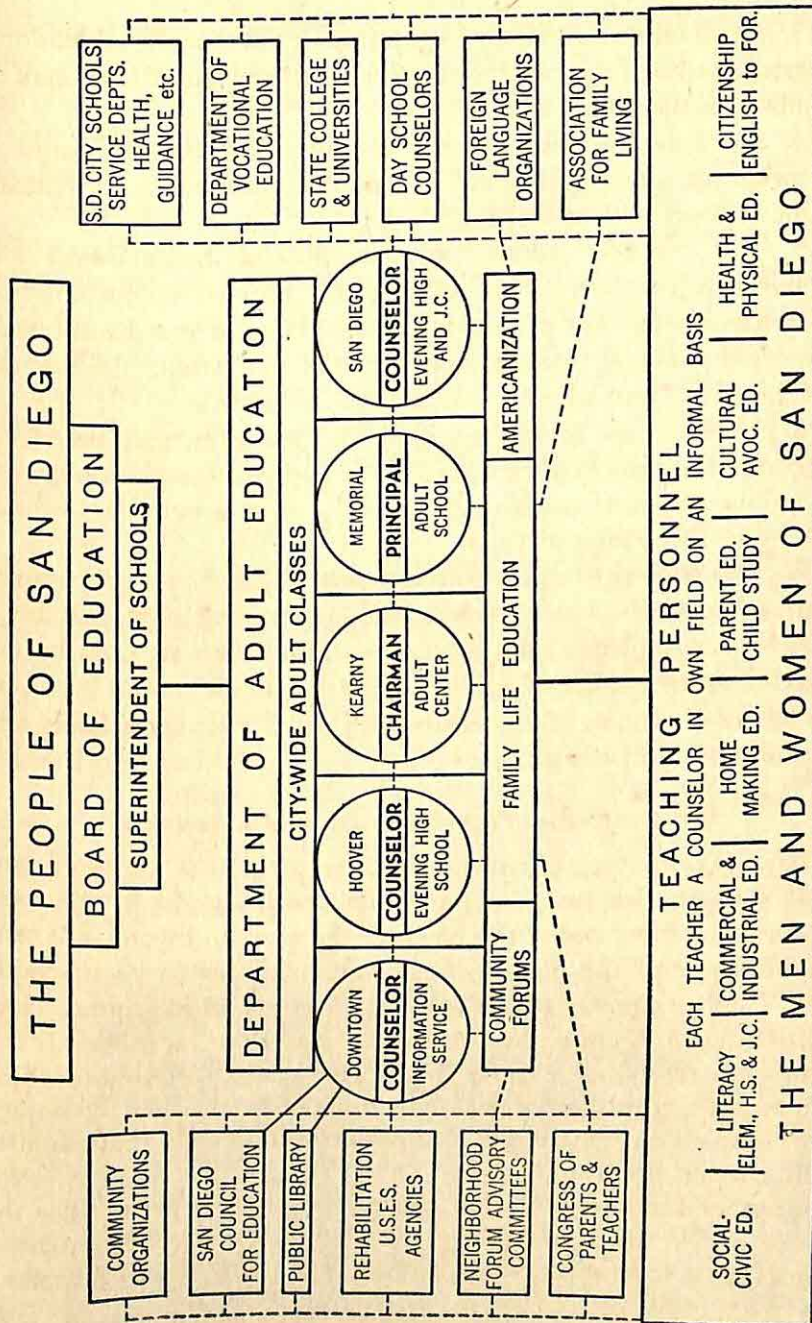 THE PEOPLE OF SAN DIEGO
BOARD OF EDUCATION
SUPERINTENDENT OF SCHOOLS
DEPARTMENT OF ADULT EDUCATION
CITY-WIDE ADULT CLASSES
COMMUNITY
ORGANIZATIONS
SAN DIEGO
COUNCIL
FOR EDUCATION
PUBLIC LIBRARY
REHABILITATION
U.S.E.S.
AGENCIES
NEIGHBORHOOD
FORUM ADVISORY
COMMITTEES
CONGRESS OF
PARENTS &
TEACHERS
DOWNTOWN
COUNSELOR
INFORMATION
SERVICE
HOOVER
COUNSELOR
EVENING HIGH
SCHOOL
KEARNY
CHAIRMAN
ADULT
CENTER
MEMORIAL
PRINCIPAL
ADULT
SCHOOL
SAN DIEGO
COUNSELOR
EVENING HIGH
AND J.C.
COMMUNITY
FORUMS
FAMILY LIFE EDUCATION
AMERICANIZATION
S.D. CITY SCHOOLS
SERVICE DEPTS.
HEALTH,
GUIDANCE etc.
DEPARTMENT OF
VOCATIONAL
EDUCATION
STATE COLLEGE
& UNIVERSITIES
DAY SCHOOL
COUNSELORS
FOREIGN
LANGUAGE
ORGANIZATIONS
ASSOCIATION
FOR FAMILY
LIVING
TEACHING PERSONNEL
EACH TEACHER A COUNSELOR IN OWN FIELD ON AN INFORMAL BASIS
SOCIAL-
CIVIC ED.
LITERACY
ELEM., H.S. & J.C.
COMMERCIAL &
INDUSTRIAL ED.
HOME
MAKING ED.
PARENT ED.
CHILD STUDY
CULTURAL
AVOC. ED.
HEALTH &
PHYSICAL ED.
CITIZENSHIP
ENGLISH to FOR.
THE MEN AND WOMEN OF SAN DIEGO